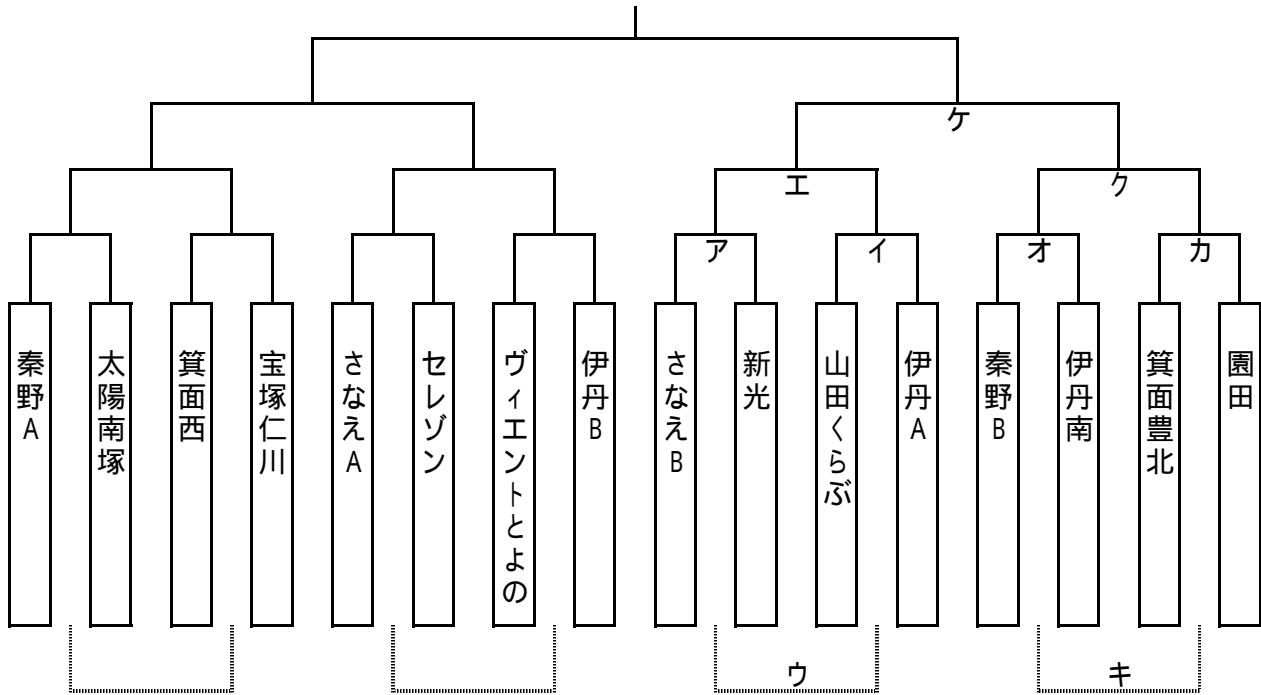 ケ
エ
ク
ア
イ
オ
カ
秦野A
太陽南塚
箕面西
宝塚仁川
さなえA
セレゾン
ヴィエントとよの
伊丹B
さなえB
新光
山田くらぶ
伊丹A
秦野B
伊丹南
箕面豊北
園田
ウ
キ